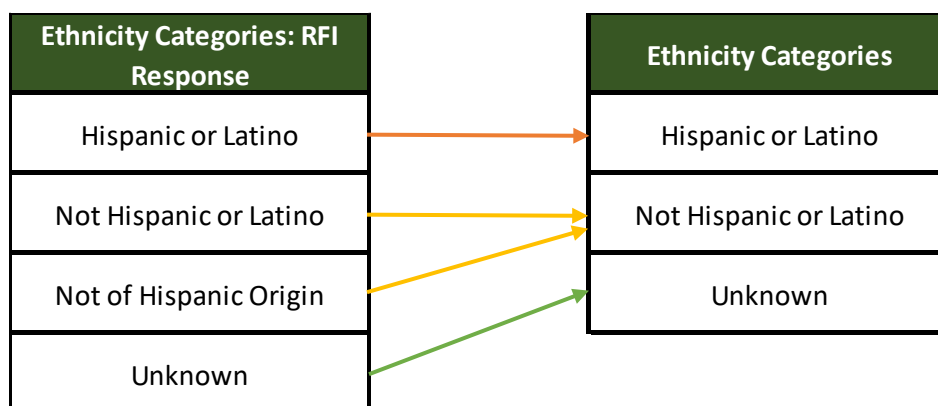 Ethnicity Categories: RFI
Response
Hispanic or Latino
Not Hispanic or Latino
Not of Hispanic Origin
Unknown
Ethnicity Categories
Hispanic or Latino
Not Hispanic or Latino
Unknown